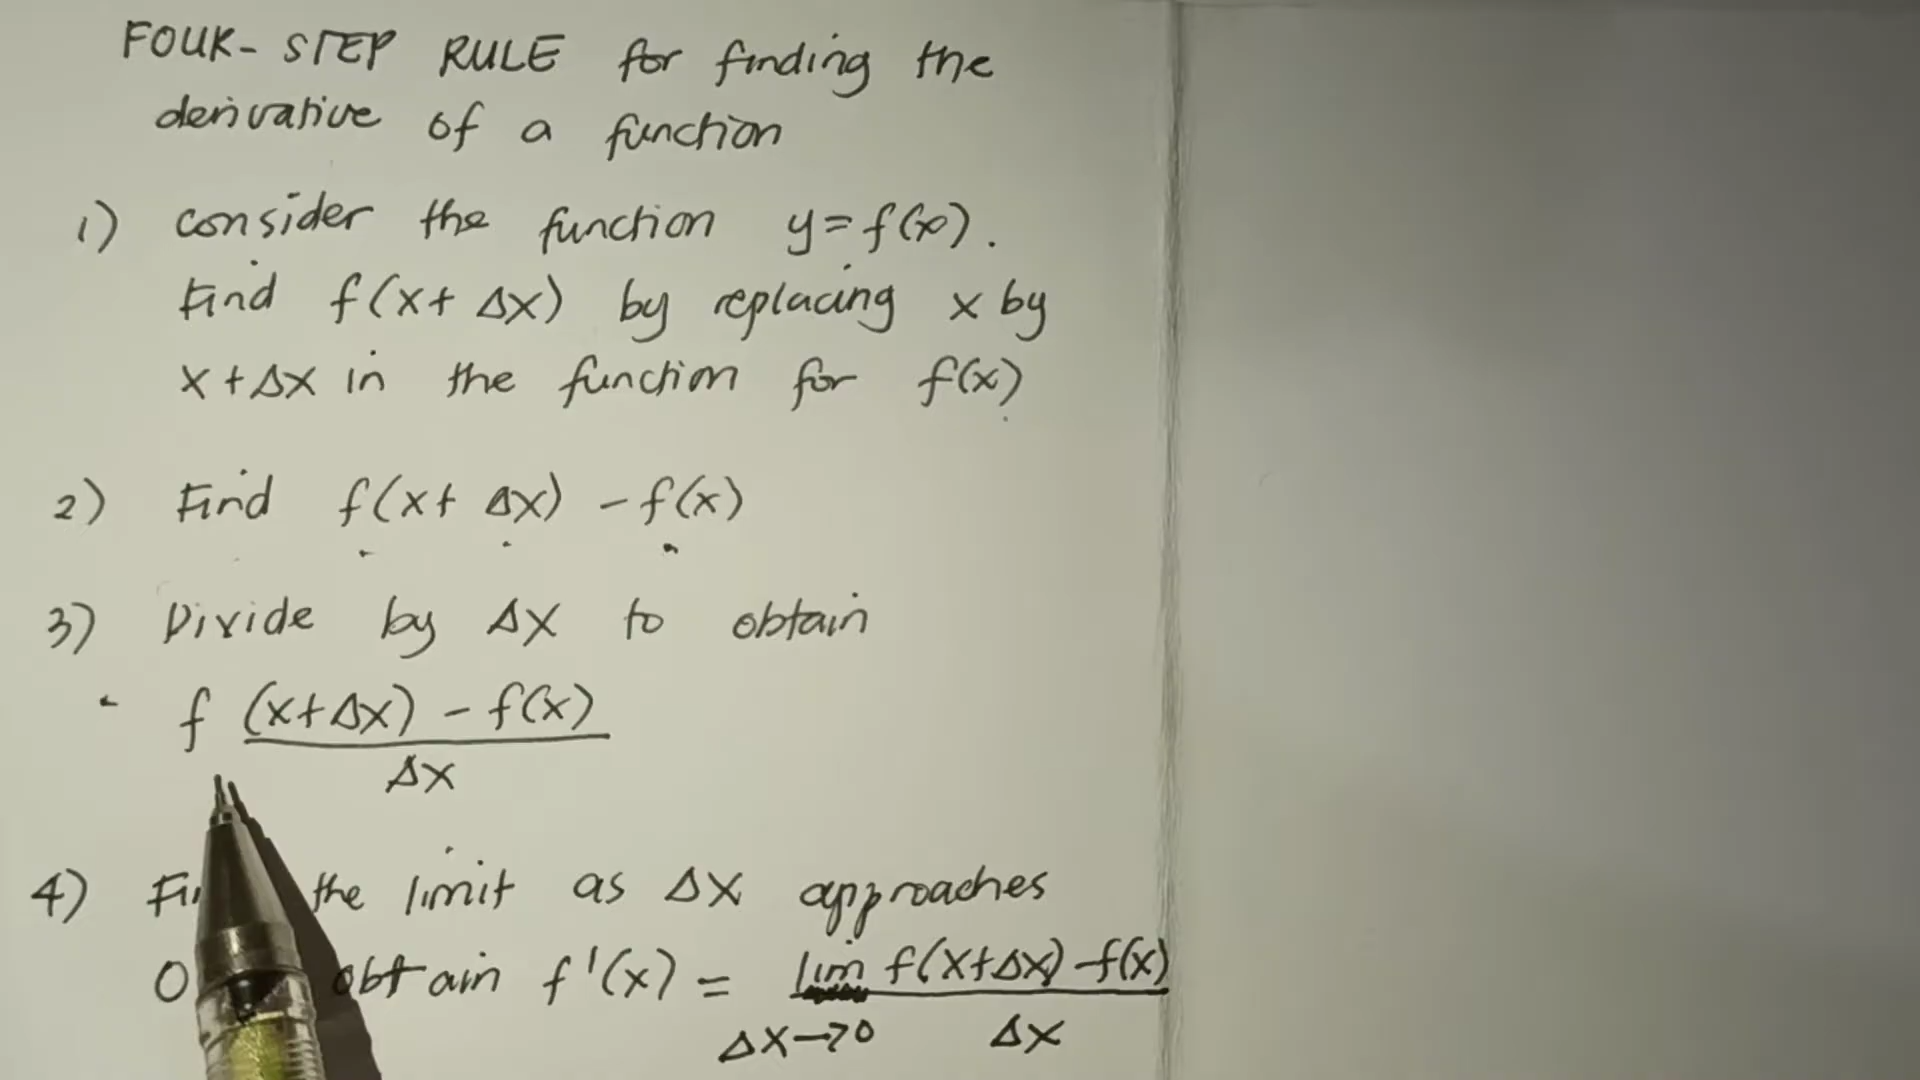 FOUR-STEP RULE for finding the
derivative of a function
1) consider the function y=f(x).
Find f(x+ Δx) by replacing x by
x+Δx in the function for f(x)
2) Find f(x+ Δx) -f(x)
3) Divide by Δx to obtain
f (x+Δx) - f(x)
Δx
4) the limit as Δx approaches
obtain f'(x) = lim f(x+Δx)-f(x)
Δx→0 Δx